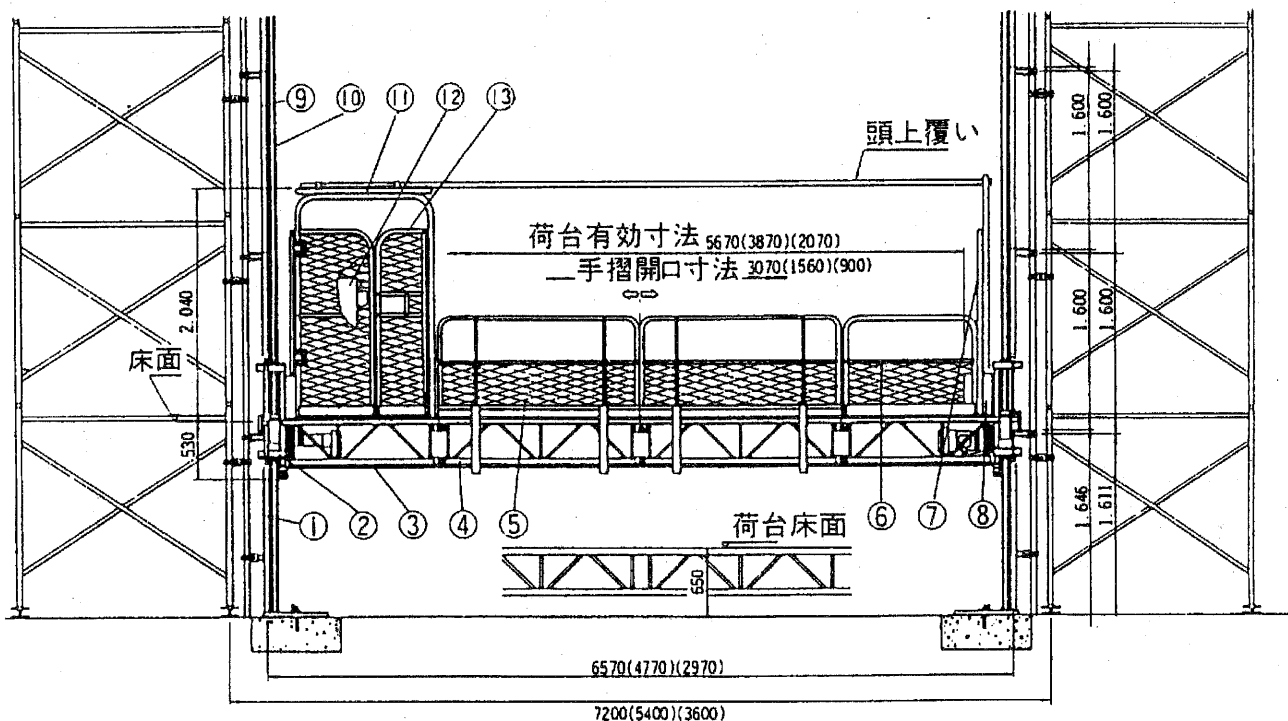 ⑨ ⑩ ⑪ ⑫ ⑬
頭上覆い
1.600 1.600
荷台有効寸法 5670(3870)(2070)
手摺開口寸法 3070(1560)(900)
2.040
1.600 1.600
床面
530
① ② ③ ④ ⑤ ⑥ ⑦ ⑧
1.646 1.611
荷台床面
650
6570(4770)(2970)
7200(5400)(3600)